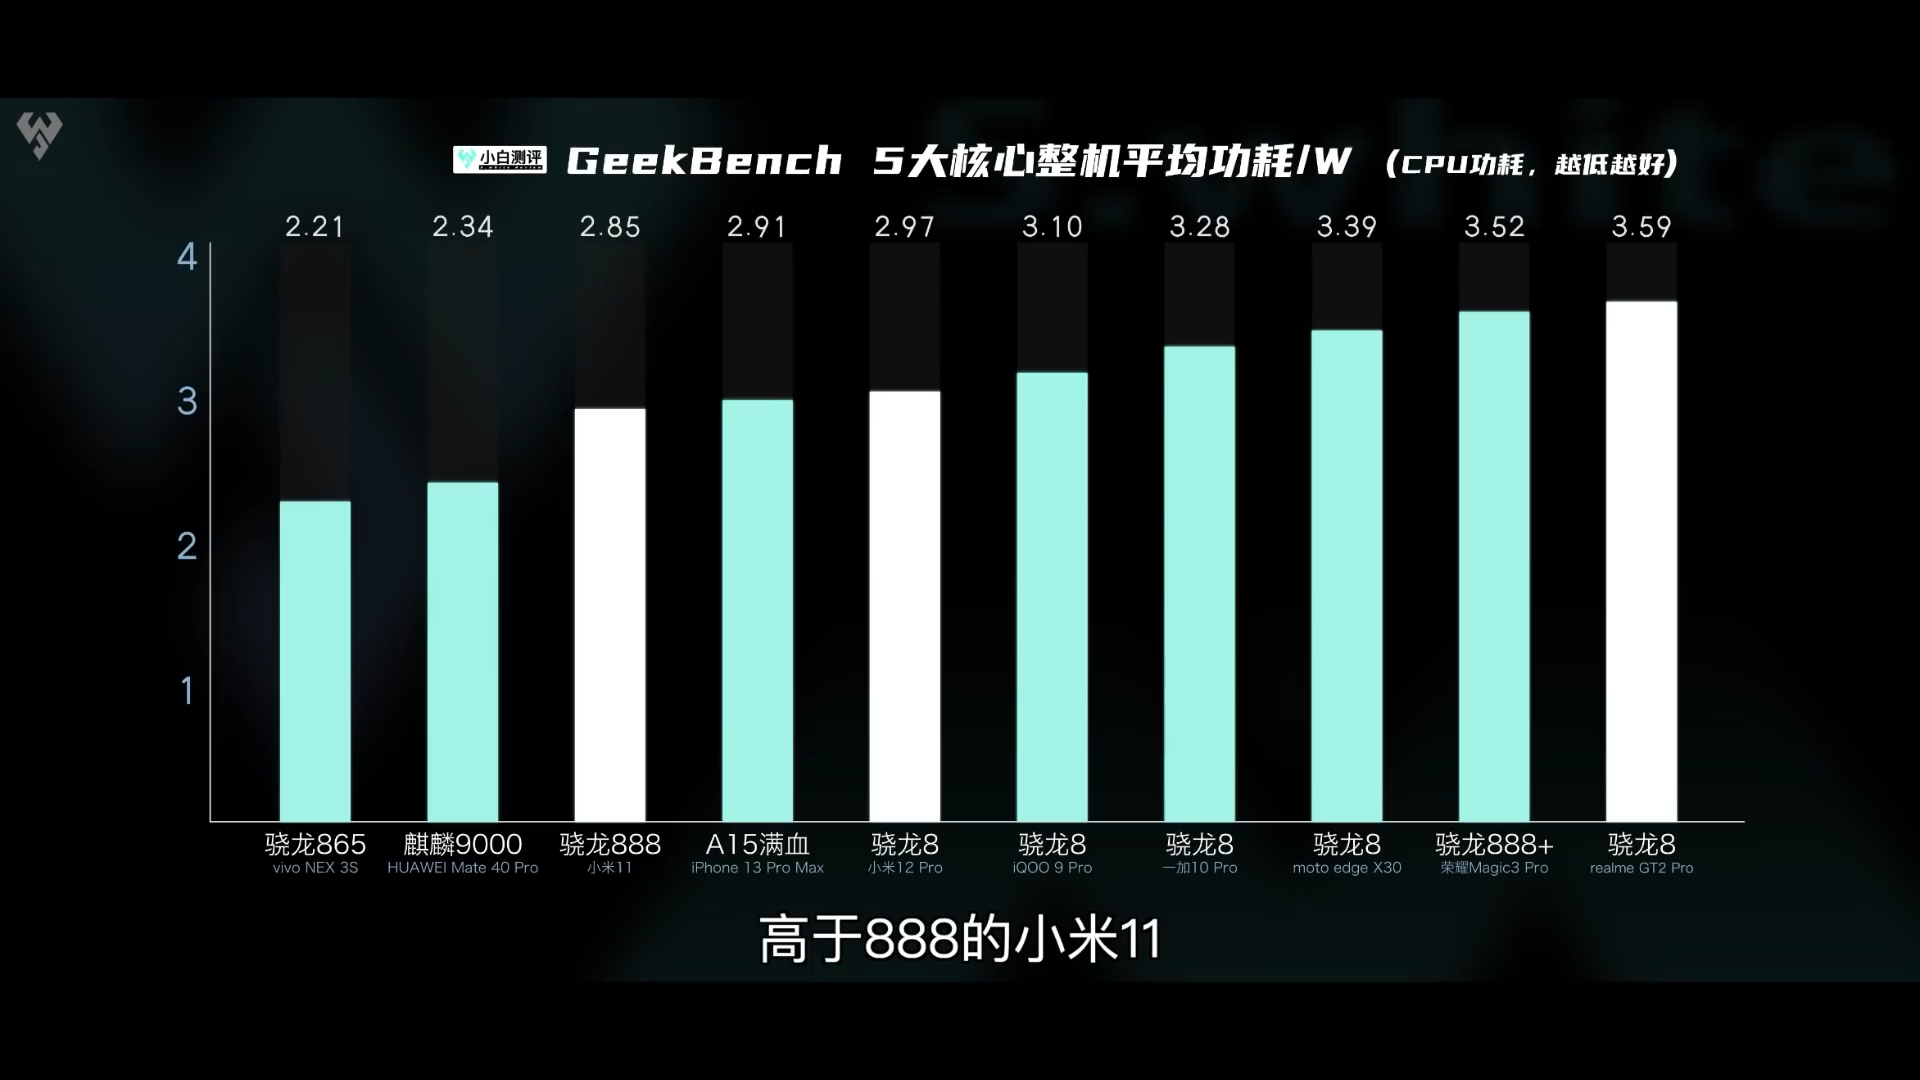 小白测评 GeekBench 5大核心整机平均功耗/W (CPU功耗，越低越好)
2.21 2.34 2.85 2.91 2.97 3.10 3.28 3.39 3.52 3.59
4
3
2
1
骁龙865 麒麟9000 骁龙888 A15满血 骁龙8 骁龙8 骁龙8 骁龙8 骁龙888+ 骁龙8
vivo NEX 3S HUAWEI Mate 40 Pro 小米11 iPhone 13 Pro Max 小米12 Pro iQOO 9 Pro 一加10 Pro moto edge X30 荣耀Magic3 Pro realme GT2 Pro
高于888的小米11
S.white